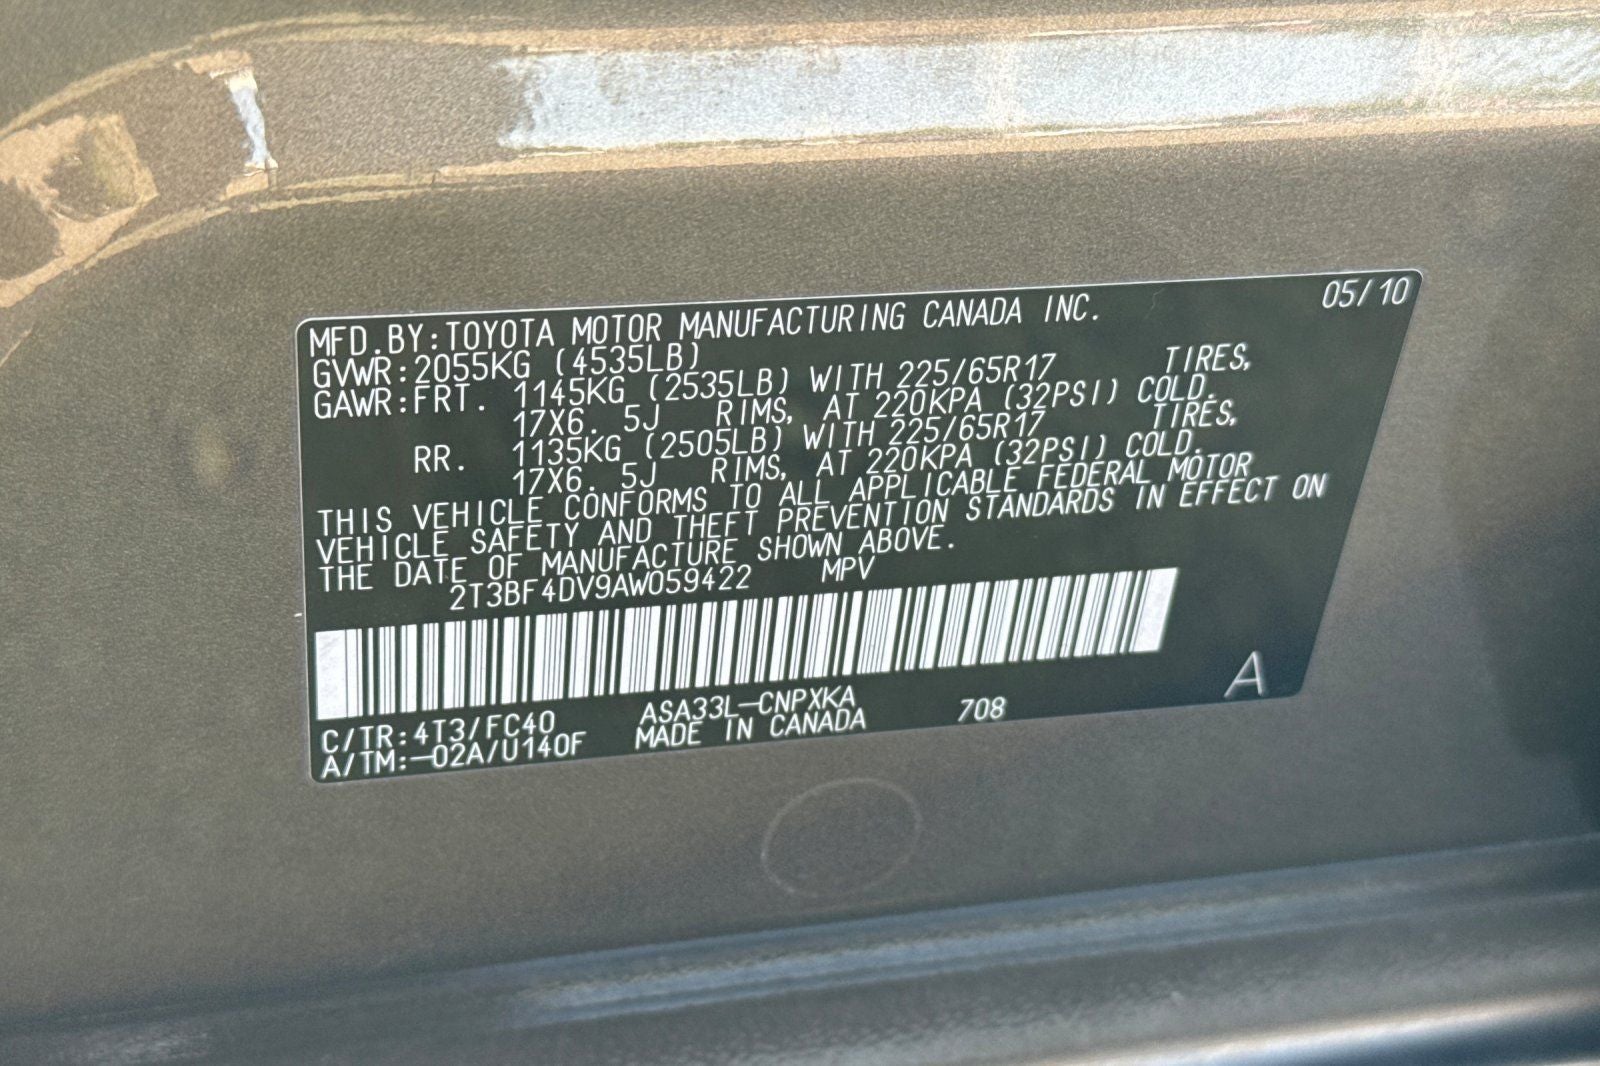 MFD.BY:TOYOTA MOTOR MANUFACTURING CANADA INC. 05/10
GVWR:2055KG (4535LB)
GAWR:FRT. 1145KG (2535LB) WITH 225/65R17 TIRES,
17X6. 5J RIMS, AT 220KPA (32PSI) COLD.
RR. 1135KG (2505LB) WITH 225/65R17 TIRES,
17X6. 5J RIMS, AT 220KPA (32PSI) COLD.
THIS VEHICLE CONFORMS TO ALL APPLICABLE FEDERAL MOTOR
VEHICLE SAFETY AND THEFT PREVENTION STANDARDS IN EFFECT ON
THE DATE OF MANUFACTURE SHOWN ABOVE.
2T3BF4DV9AW059422 MPV
C/TR:4T3/FC40 ASA33L-CNPXKA 708 A
A/TM:-02A/U140F MADE IN CANADA